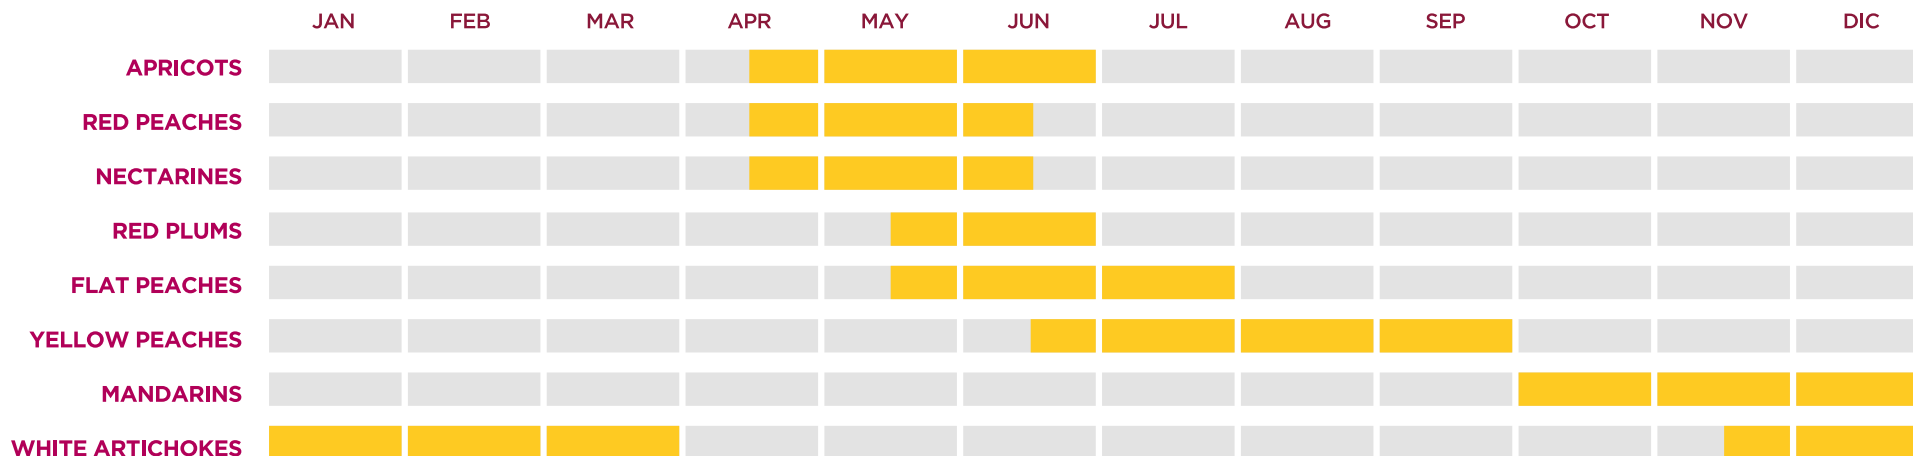 JAN FEB MAR APR MAY JUN JUL AUG SEP OCT NOV DIC
APRICOTS
RED PEACHES
NECTARINES
RED PLUMS
FLAT PEACHES
YELLOW PEACHES
MANDARINS
WHITE ARTICHOKES